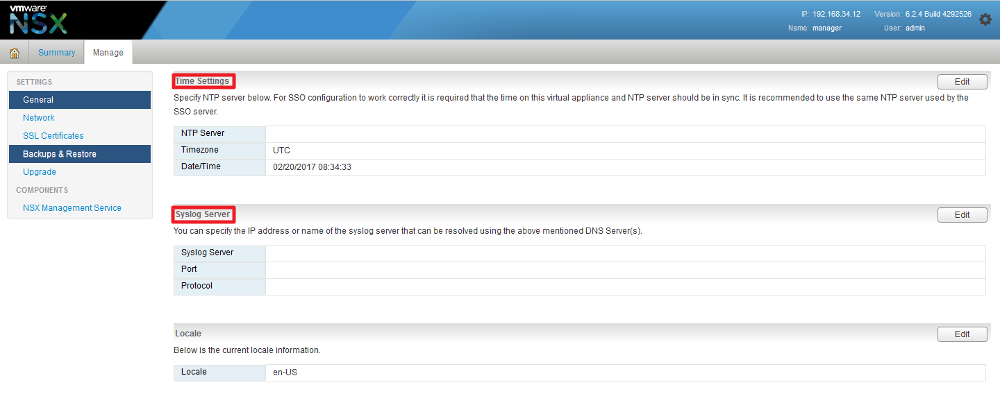 vmware
NSX
IP: 192.168.34.12 Version: 6.2.4 Build 4292526
Name: manager User: admin
Summary Manage
SETTINGS
General
Network
SSL Certificates
Backups & Restore
Upgrade
COMPONENTS
NSX Management Service
Time Settings Edit
Specify NTP server below. For SSO configuration to work correctly it is required that the time on this virtual appliance and NTP server should be in sync. It is recommended to use the same NTP server used by the
SSO server.
NTP Server
Timezone UTC
Date/Time 02/20/2017 08:34:33
Syslog Server Edit
You can specify the IP address or name of the syslog server that can be resolved using the above mentioned DNS Server(s).
Syslog Server
Port
Protocol
Locale Edit
Below is the current locale information.
Locale en-US